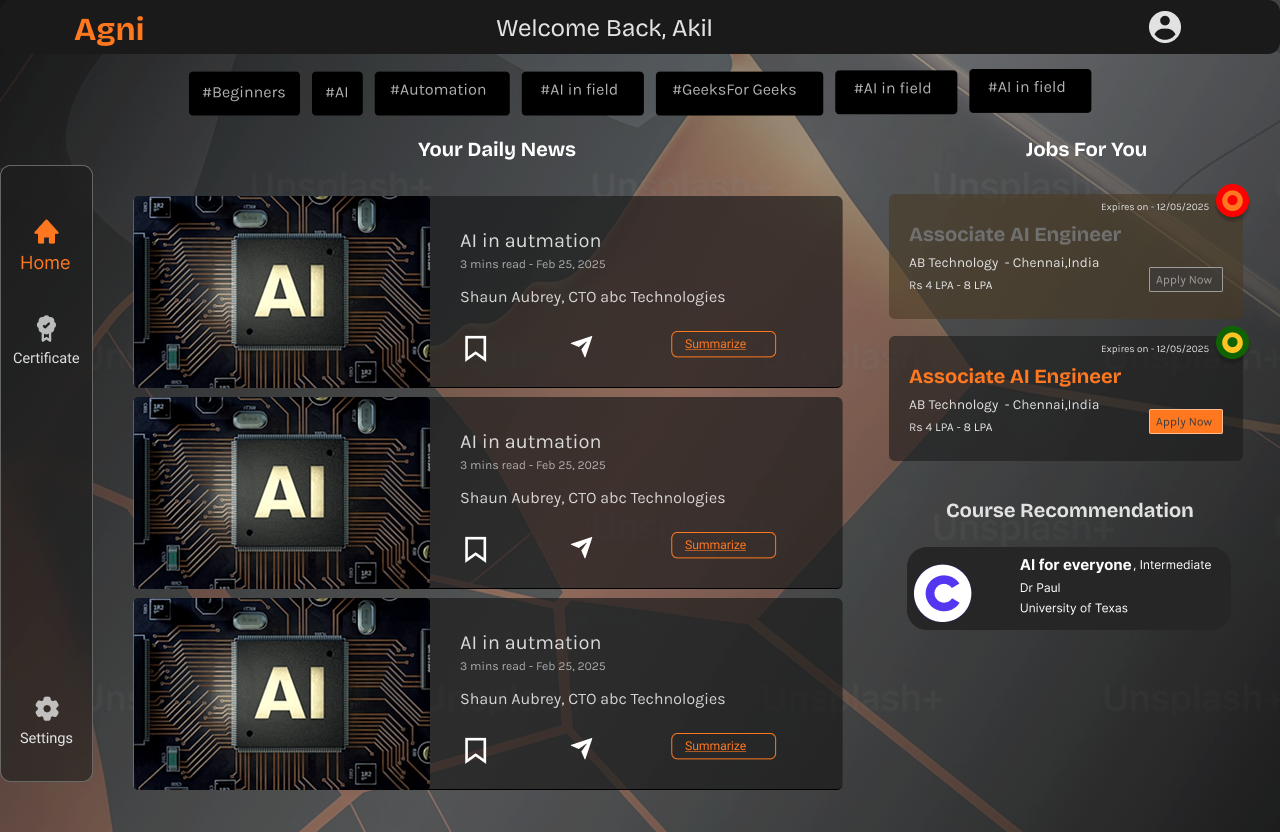 Agni
Welcome Back, Akil
#Beginners
#AI
#Automation
#AI in field
#GeeksFor Geeks
#AI in field
#AI in field
Your Daily News
Jobs For You
Home
Certificate
Settings
AI
AI in autmation
3 mins read - Feb 25, 2025
Shaun Aubrey, CTO abc Technologies
Summarize
AI
AI in autmation
3 mins read - Feb 25, 2025
Shaun Aubrey, CTO abc Technologies
Summarize
AI
AI in autmation
3 mins read - Feb 25, 2025
Shaun Aubrey, CTO abc Technologies
Summarize
Expires on - 12/05/2025
Associate AI Engineer
AB Technology - Chennai,India
Rs 4 LPA - 8 LPA
Apply Now
Expires on - 12/05/2025
Associate AI Engineer
AB Technology - Chennai,India
Rs 4 LPA - 8 LPA
Apply Now
Course Recommendation
AI for everyone, Intermediate
Dr Paul
University of Texas
Unsplash+
Unsplash+
Unsplash+
Unsplash+
Unsplash+
Unsplash+
Unsplash+